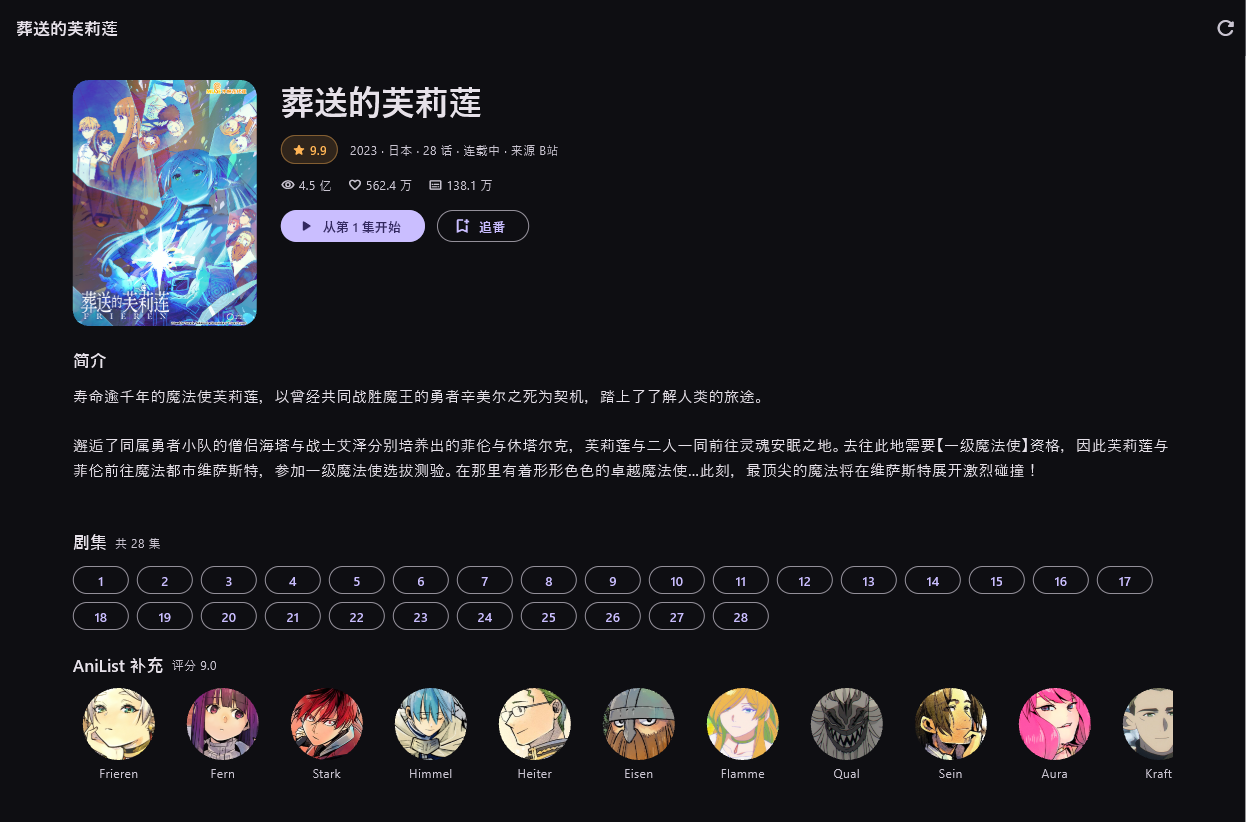 葬送的芙莉莲
葬送的芙莉莲
9.9
2023 · 日本 · 28 话 · 连载中 · 来源 B站
4.5 亿
562.4 万
138.1 万
从第 1 集开始
追番
葬送的芙莉莲
FRIEREN
简介
寿命逾千年的魔法使芙莉莲，以曾经共同战胜魔王的勇者辛美尔之死为契机，踏上了了解人类的旅途。
邂逅了同属勇者小队的僧侣海塔与战士艾泽分别培养出的菲伦与休塔尔克，芙莉莲与二人一同前往灵魂安眠之地。去往此地需要【一级魔法使】资格，因此芙莉莲与
菲伦前往魔法都市维萨斯特，参加一级魔法使选拔测验。在那里有着形形色色的卓越魔法使...此刻，最顶尖的魔法将在维萨斯特展开激烈碰撞！
剧集 共 28 集
1 2 3 4 5 6 7 8 9 10 11 12 13 14 15 16 17
18 19 20 21 22 23 24 25 26 27 28
AniList 补充 评分 9.0
Frieren Fern Stark Himmel Heiter Eisen Flamme Qual Sein Aura Kraft